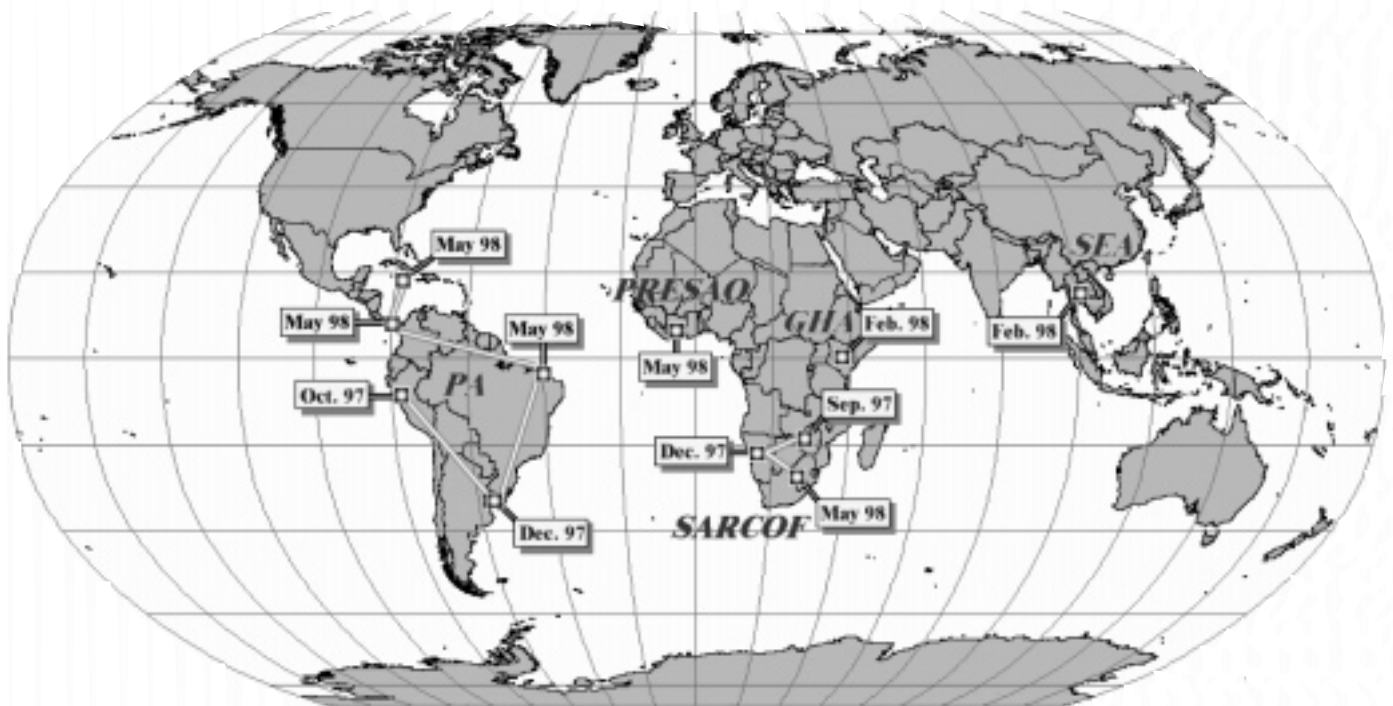 SEA
May 98
PRESAO
May 98
May 98
GHA
Feb. 98
Feb. 98
May 98
PA
Oct. 97
Sep. 97
Dec. 97
May 98
SARCOF
Dec. 97